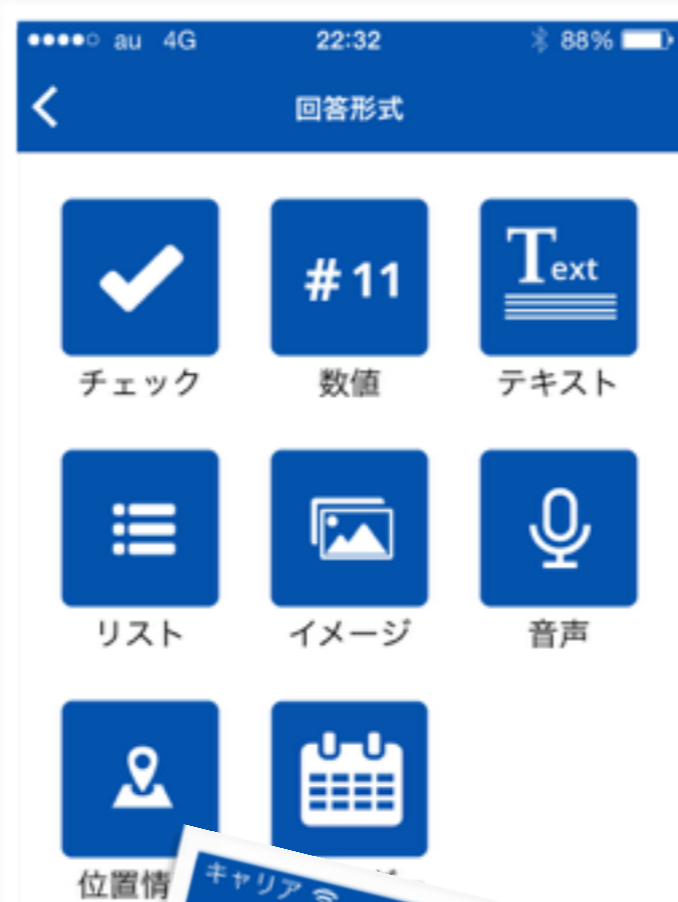 au 4G 22:32 88%
回答形式
#11 Text
チェック 数値 テキスト
リスト イメージ 音声
位置情
キャリア